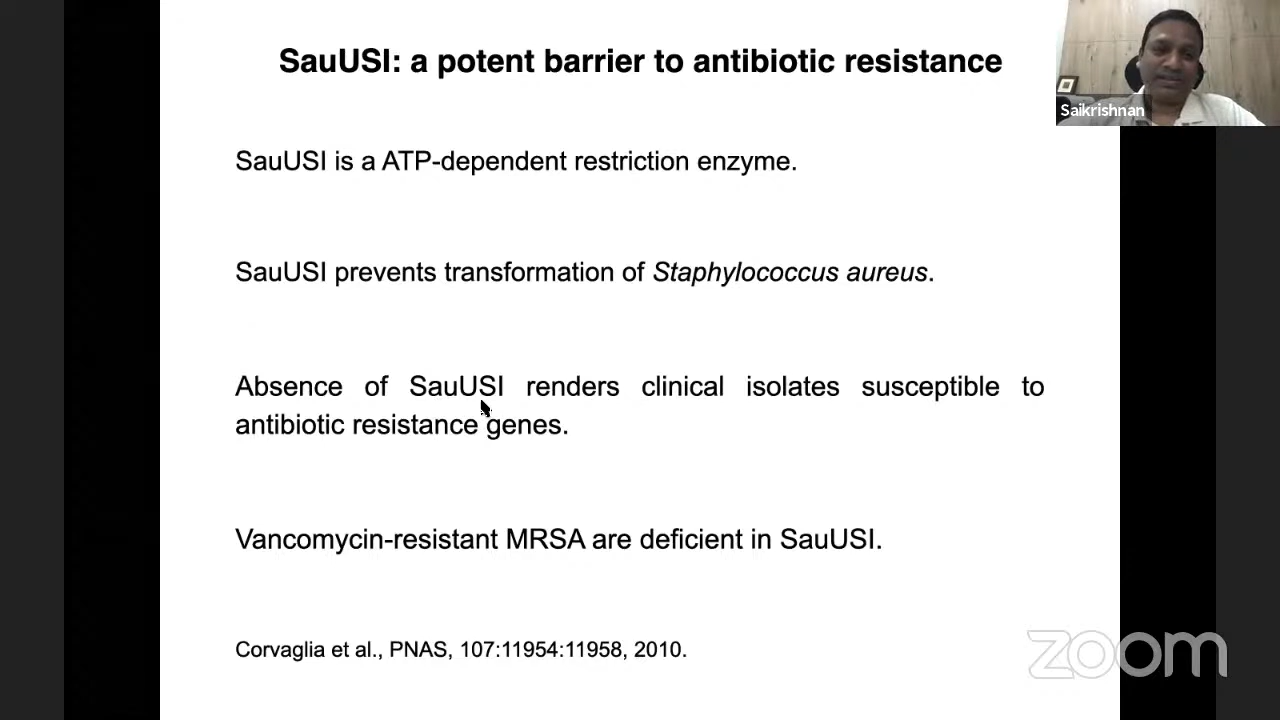 SauUSI: a potent barrier to antibiotic resistance
Saikrishnan
SauUSI is a ATP-dependent restriction enzyme.
SauUSI prevents transformation of Staphylococcus aureus.
Absence of SauUSI renders clinical isolates susceptible to
antibiotic resistance genes.
Vancomycin-resistant MRSA are deficient in SauUSI.
Corvaglia et al., PNAS, 107:11954:11958, 2010.
zoom